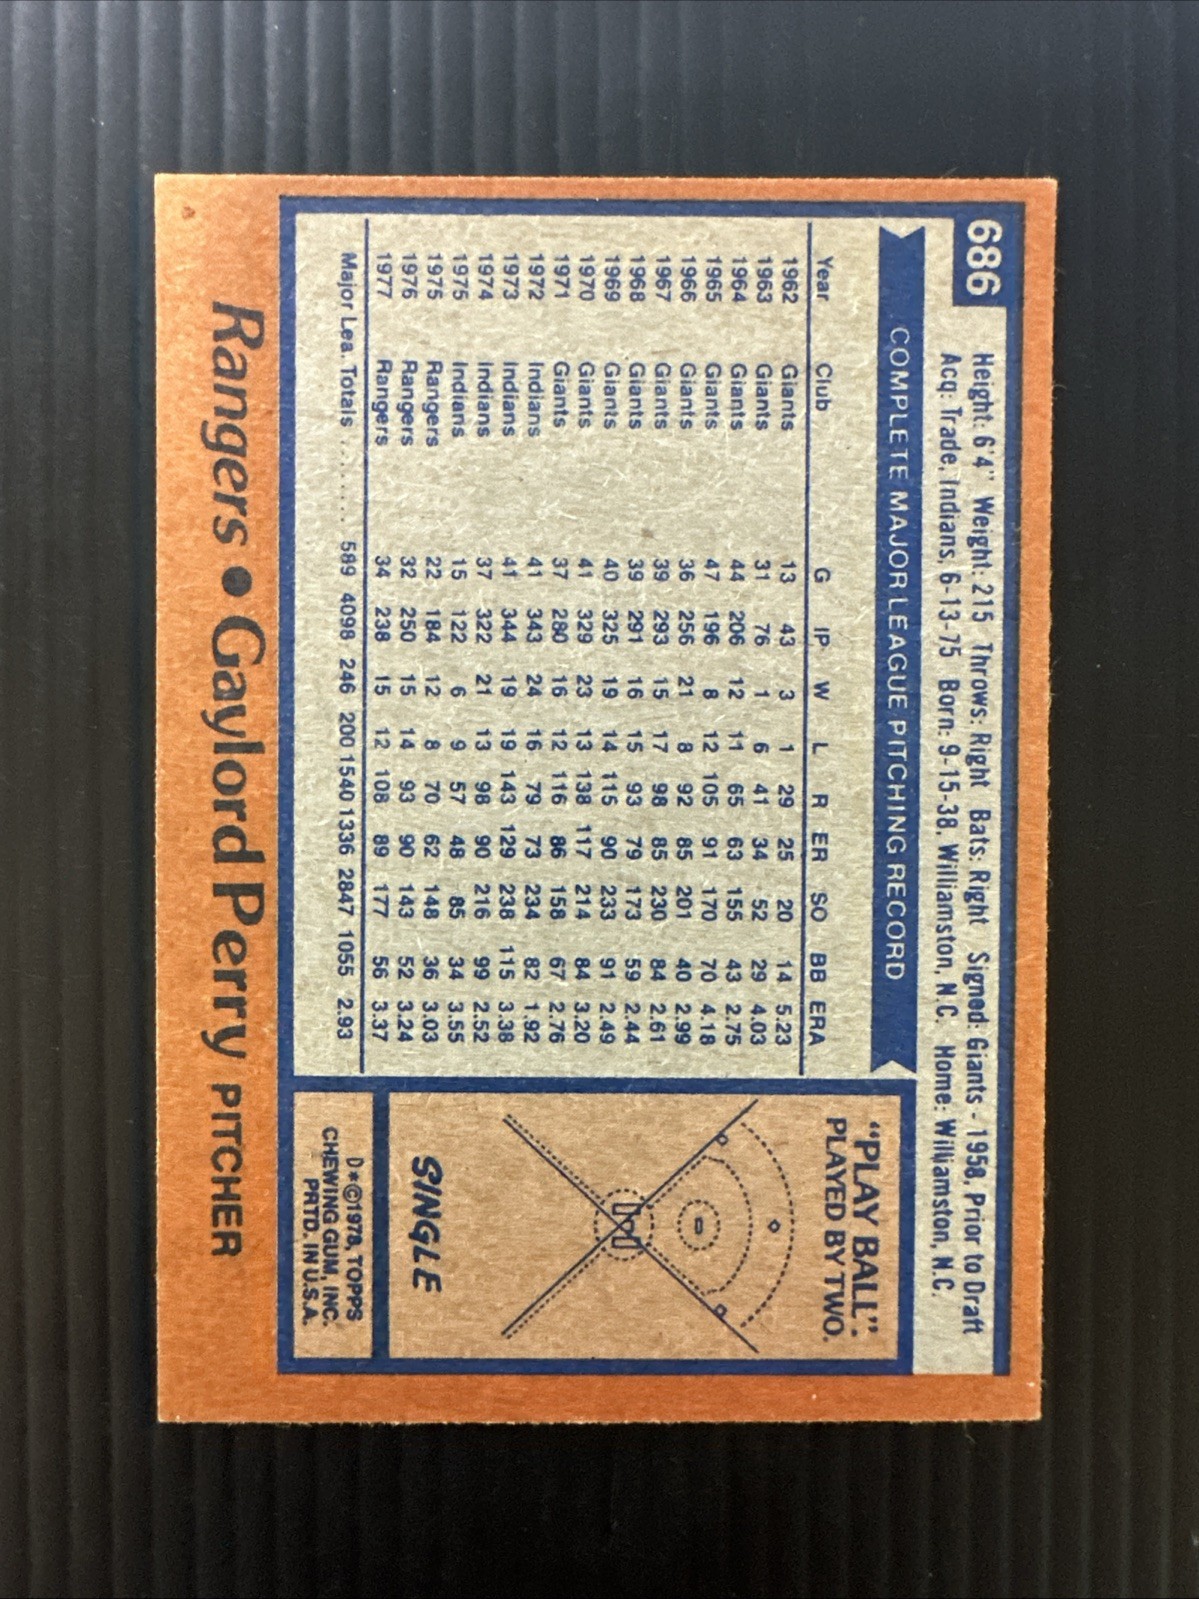 686
Height: 6'4" Weight: 215 Throws: Right Bats: Right Signed: Giants - 1958, Prior to Draft
Acq: Trade, Indians, 6-13-75 Born: 9-15-38, Williamston, N.C. Home: Williamston, N.C.
COMPLETE MAJOR LEAGUE PITCHING RECORD
Year Club G IP W L R ER SO BB ERA
1962 Giants 13 43 3 1 29 25 20 14 5.23
1963 Giants 31 76 1 6 41 34 52 29 4.03
1964 Giants 44 206 12 11 65 63 155 43 2.75
1965 Giants 47 196 8 12 105 91 170 70 4.18
1966 Giants 36 256 21 8 92 85 201 40 2.99
1967 Giants 39 293 15 17 98 85 230 84 2.61
1968 Giants 39 291 16 15 93 79 173 59 2.44
1969 Giants 40 325 19 14 115 90 233 91 2.49
1970 Giants 41 329 23 13 138 117 214 84 3.20
1971 Giants 37 280 16 12 116 86 158 67 2.76
1972 Indians 41 343 24 16 79 73 234 82 1.92
1973 Indians 41 344 19 19 143 129 238 115 3.38
1974 Indians 37 322 21 13 98 90 216 99 2.52
1975 Indians 15 122 6 9 57 48 85 34 3.55
1975 Rangers 22 184 12 8 70 62 148 36 3.03
1976 Rangers 32 250 15 14 93 90 143 52 3.24
1977 Rangers 34 238 15 12 108 89 177 56 3.37
Major Lea. Totals ........ 589 4098 246 200 1540 1336 2847 1055 2.93
"PLAY BALL":
PLAYED BY TWO.
SINGLE
D*©1978, TOPPS
CHEWING GUM, INC.
PRTD. IN U.S.A.
Rangers ● Gaylord Perry PITCHER